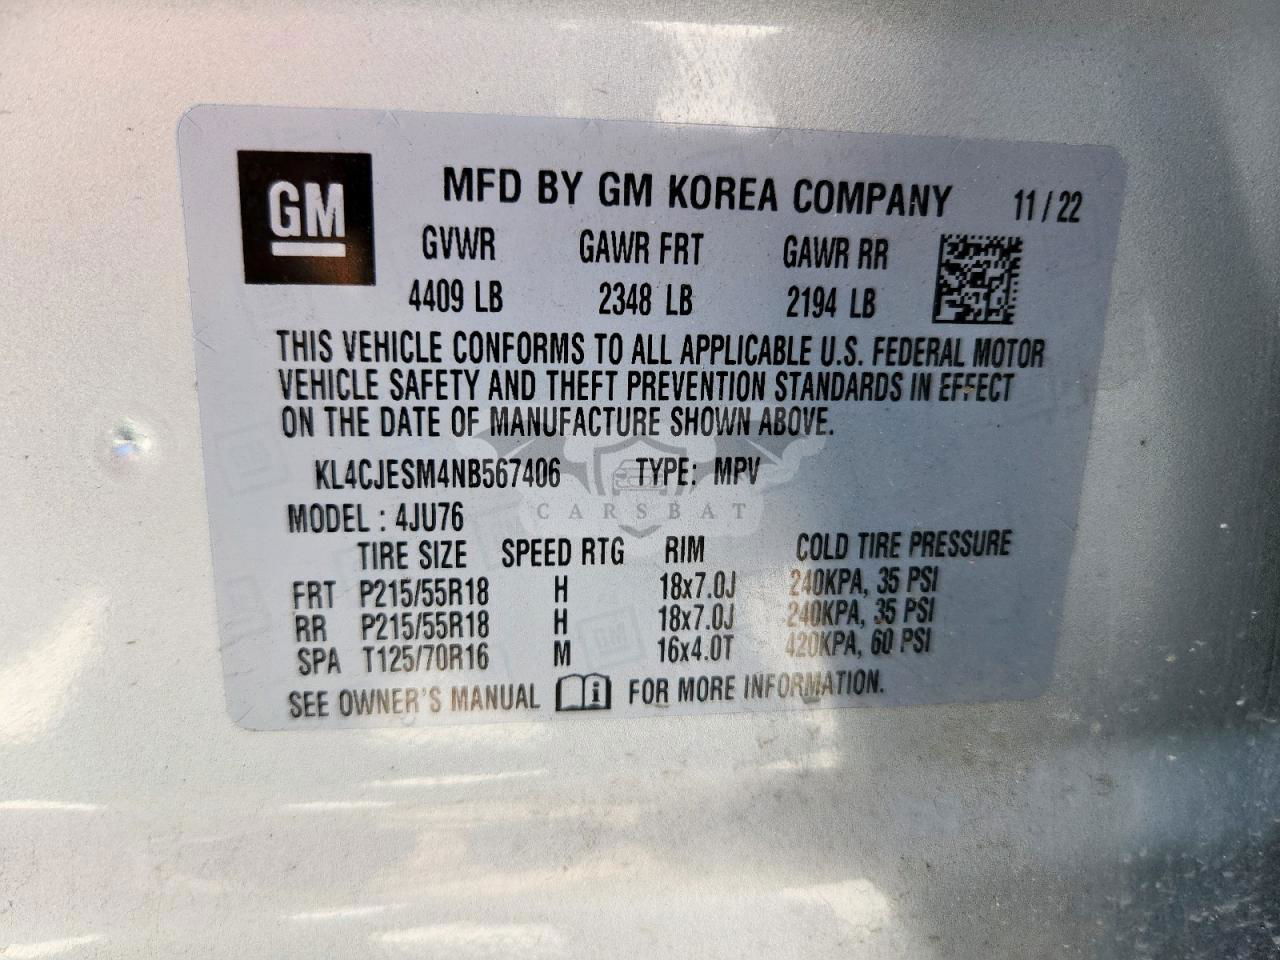 GM
MFD BY GM KOREA COMPANY 11/22
GVWR GAWR FRT GAWR RR
4409 LB 2348 LB 2194 LB
THIS VEHICLE CONFORMS TO ALL APPLICABLE U.S. FEDERAL MOTOR
VEHICLE SAFETY AND THEFT PREVENTION STANDARDS IN EFFECT
ON THE DATE OF MANUFACTURE SHOWN ABOVE.
KL4CJESM4NB567406 TYPE: MPV
CARSBAT
MODEL : 4JU76
TIRE SIZE SPEED RTG RIM COLD TIRE PRESSURE
FRT P215/55R18 H 18x7.0J 240KPA, 35 PSI
RR P215/55R18 H 18x7.0J 240KPA, 35 PSI
SPA T125/70R16 M 16x4.0T 420KPA, 60 PSI
SEE OWNER'S MANUAL i FOR MORE INFORMATION.